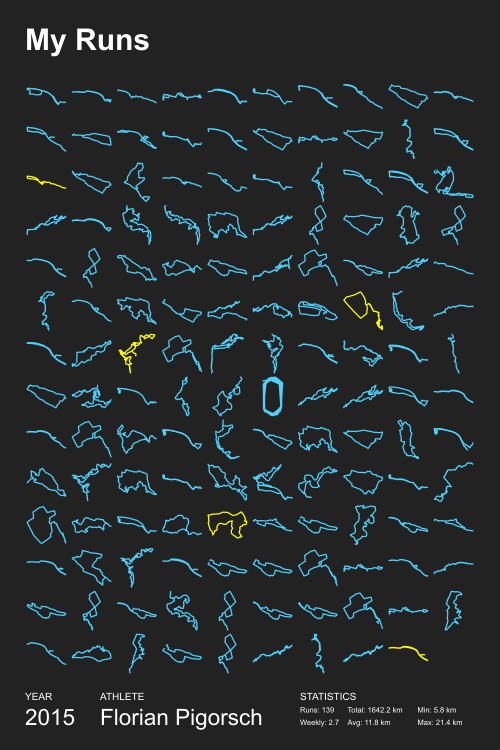 My Runs
YEAR ATHLETE STATISTICS
2015 Florian Pigorsch
Runs: 139 Total: 1642.2 km Min: 5.8 km
Weekly: 2.7 Avg: 11.8 km Max: 21.4 km